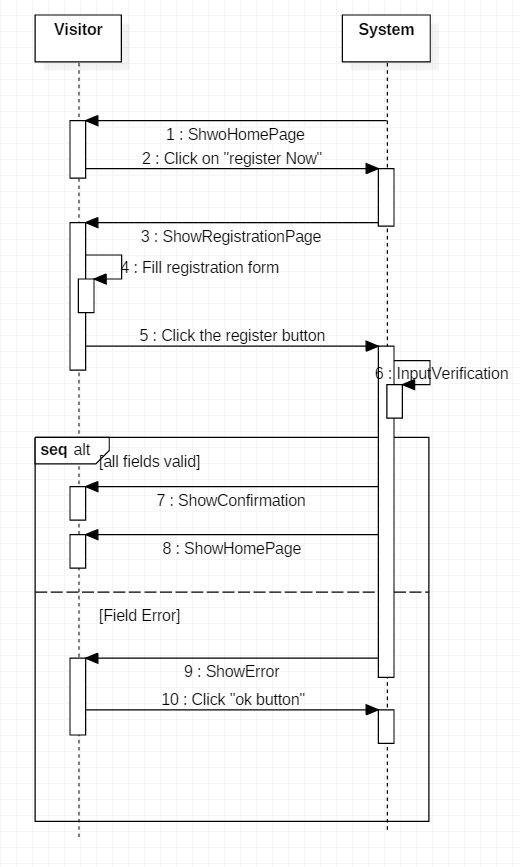 Visitor
System
1 : ShwoHomePage
2 : Click on "register Now"
3 : ShowRegistrationPage
4 : Fill registration form
5 : Click the register button
6 : InputVerification
seq alt
[all fields valid]
7 : ShowConfirmation
8 : ShowHomePage
[Field Error]
9 : ShowError
10 : Click "ok button"